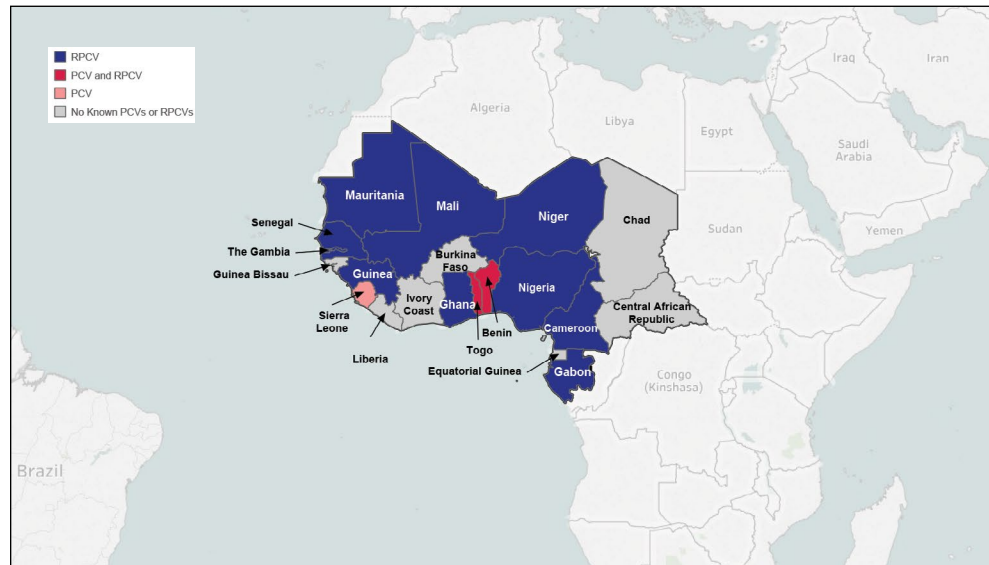 RPCV
PCV and RPCV
PCV
No Known PCVs or RPCVs
Algeria
Libya
Egypt
Iraq
Iran
Saudi
Arabia
Yemen
Sudan
Mauritania
Mali
Niger
Chad
Senegal
The Gambia
Guinea Bissau
Guinea
Burkina
Faso
Ivory
Coast
Ghana
Nigeria
Benin
Togo
Sierra
Leone
Liberia
Cameroon
Central African
Republic
Equatorial Guinea
Gabon
Congo
(Kinshasa)
Brazil